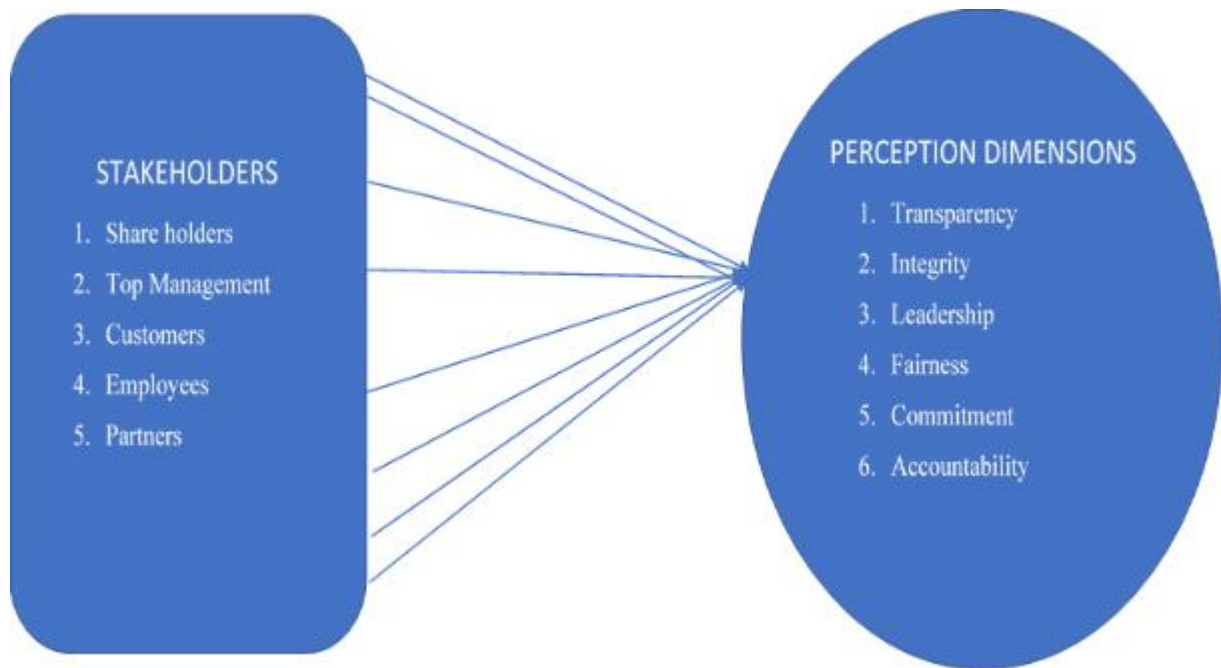 STAKEHOLDERS
1. Share holders
2. Top Management
3. Customers
4. Employees
5. Partners
PERCEPTION DIMENSIONS
1. Transparency
2. Integrity
3. Leadership
4. Fairness
5. Commitment
6. Accountability